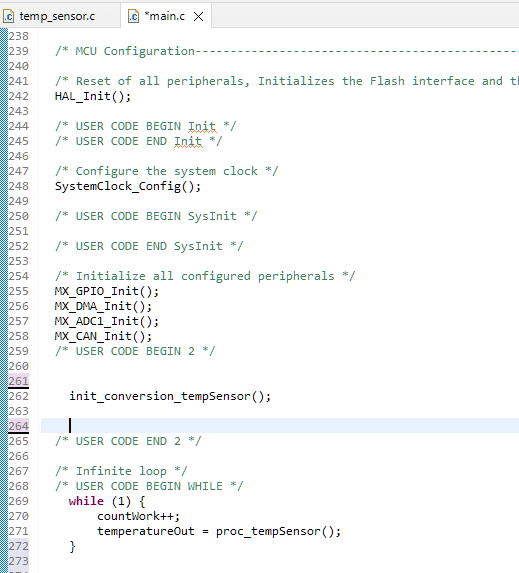 temp_sensor.c
*main.c
238
239 /* MCU Configuration--------------------------------------------------
240
241 /* Reset of all peripherals, Initializes the Flash interface and th
242 HAL_Init();
243
244 /* USER CODE BEGIN Init */
245 /* USER CODE END Init */
246
247 /* Configure the system clock */
248 SystemClock_Config();
249
250 /* USER CODE BEGIN SysInit */
251
252 /* USER CODE END SysInit */
253
254 /* Initialize all configured peripherals */
255 MX_GPIO_Init();
256 MX_DMA_Init();
257 MX_ADC1_Init();
258 MX_CAN_Init();
259 /* USER CODE BEGIN 2 */
260
261
262 init_conversion_tempSensor();
263
264
265 /* USER CODE END 2 */
266
267 /* Infinite loop */
268 /* USER CODE BEGIN WHILE */
269 while (1) {
270 countWork++;
271 temperatureOut = proc_tempSensor();
272 }
273